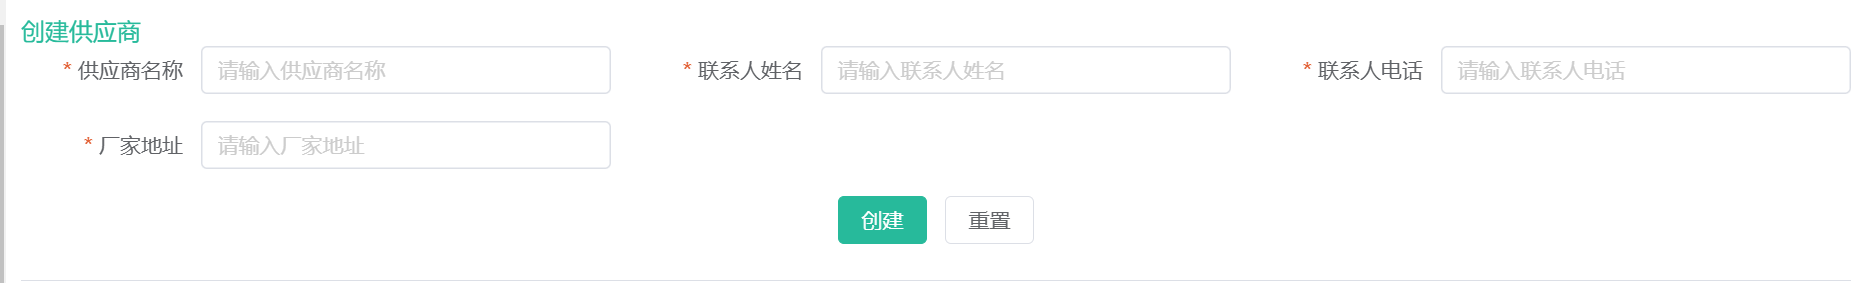 创建供应商
* 供应商名称 请输入供应商名称 * 联系人姓名 请输入联系人姓名 * 联系人电话 请输入联系人电话
* 厂家地址 请输入厂家地址
创建 重置